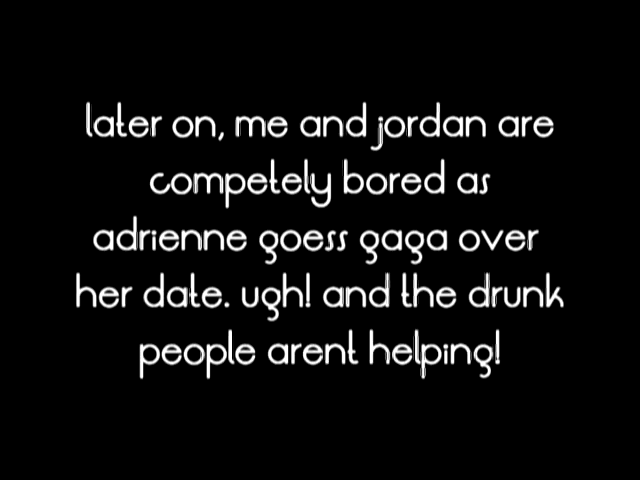 later on, me and jordan are
competely bored as
adrienne goess gaga over
her date. ugh! and the drunk
people arent helping!